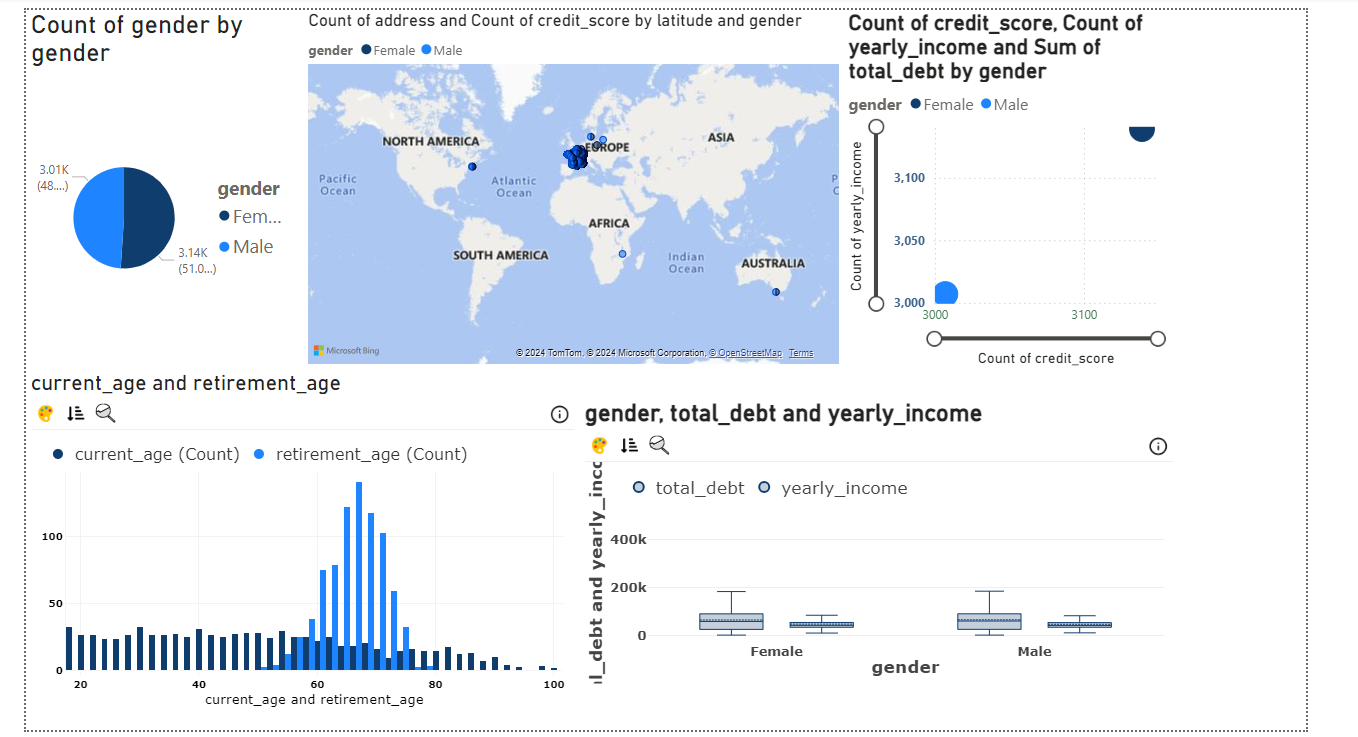 Count of gender by
gender
3.01K
(48....)
3.14K
(51.0...)
gender
Fem...
Male
Count of address and Count of credit_score by latitude and gender
gender Female Male
NORTH AMERICA
EUROPE
ASIA
Pacific
Ocean
Atlantic
Ocean
AFRICA
SOUTH AMERICA
Indian
Ocean
AUSTRALIA
P
Microsoft Bing
© 2024 TomTom, © 2024 Microsoft Corporation, © OpenStreetMap Terms
Count of credit_score, Count of
yearly_income and Sum of
total_debt by gender
gender Female Male
Count of yearly_income
3,100
3,050
3,000
3000 3100
Count of credit_score
current_age and retirement_age
current_age (Count) retirement_age (Count)
100
50
0
20 40 60 80 100
current_age and retirement_age
gender, total_debt and yearly_income
total_debt yearly_income
l_debt and yearly_inco
400k
200k
0
Female Male
gender